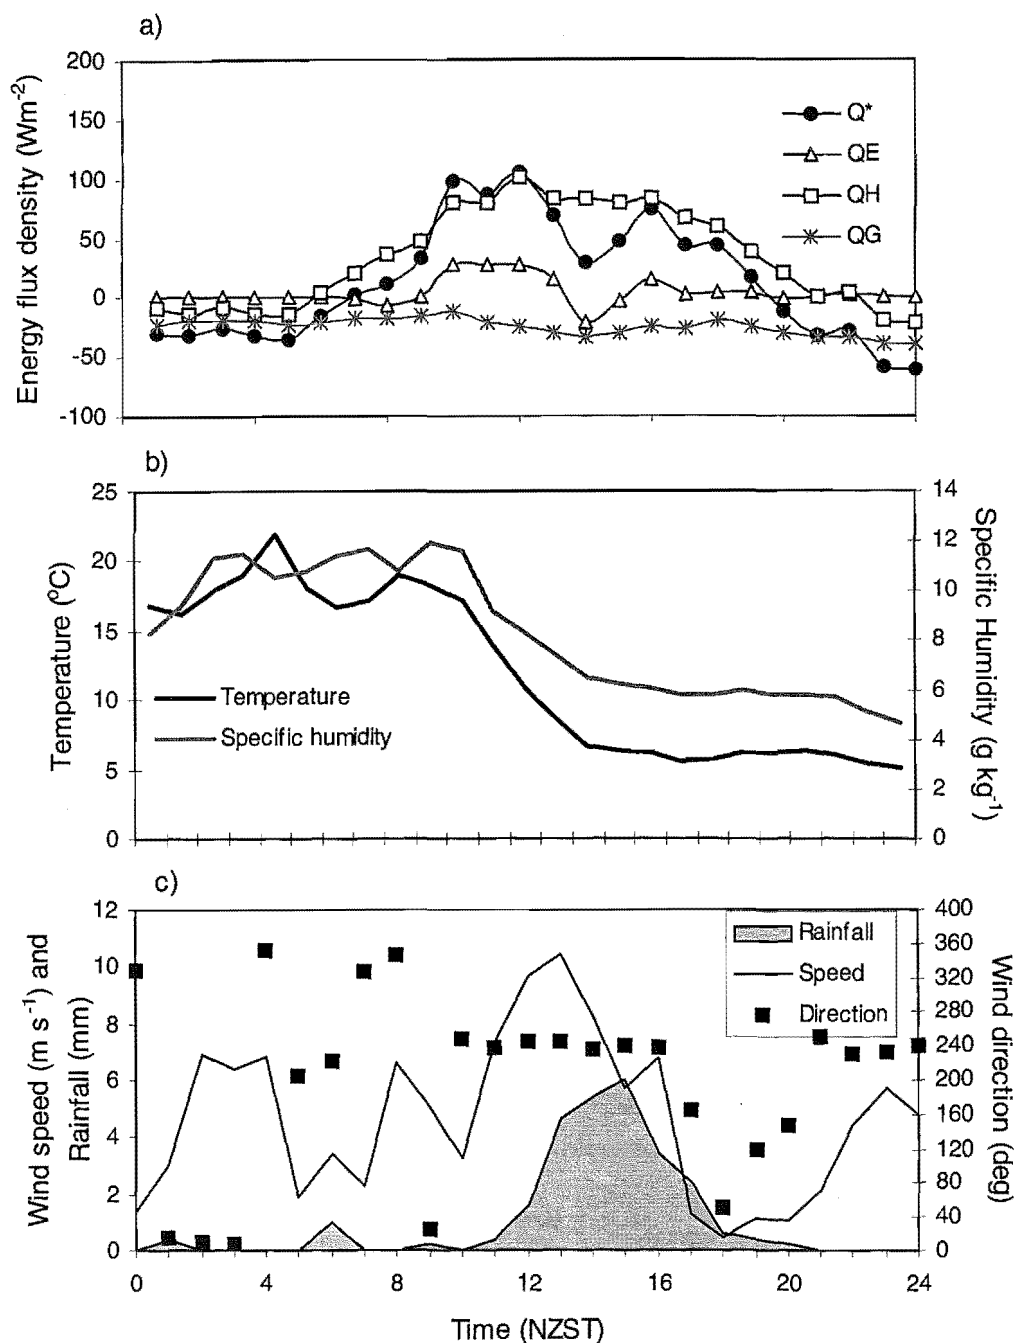 a)
Energy flux density (Wm-2)
200
150
100
50
0
-50
-100
Q*
QE
QH
QG
b)
Temperature (ºC)
25
20
15
10
5
0
Temperature
Specific humidity
14
12
10
8
6
4
2
0
Specific Humidity (g kg-1)
c)
Wind speed (m s-1) and
Rainfall (mm)
12
10
8
6
4
2
0
Rainfall
Speed
Direction
400
360
320
280
240
200
160
120
80
40
0
Wind direction (deg)
0 4 8 12 16 20 24
Time (NZST)